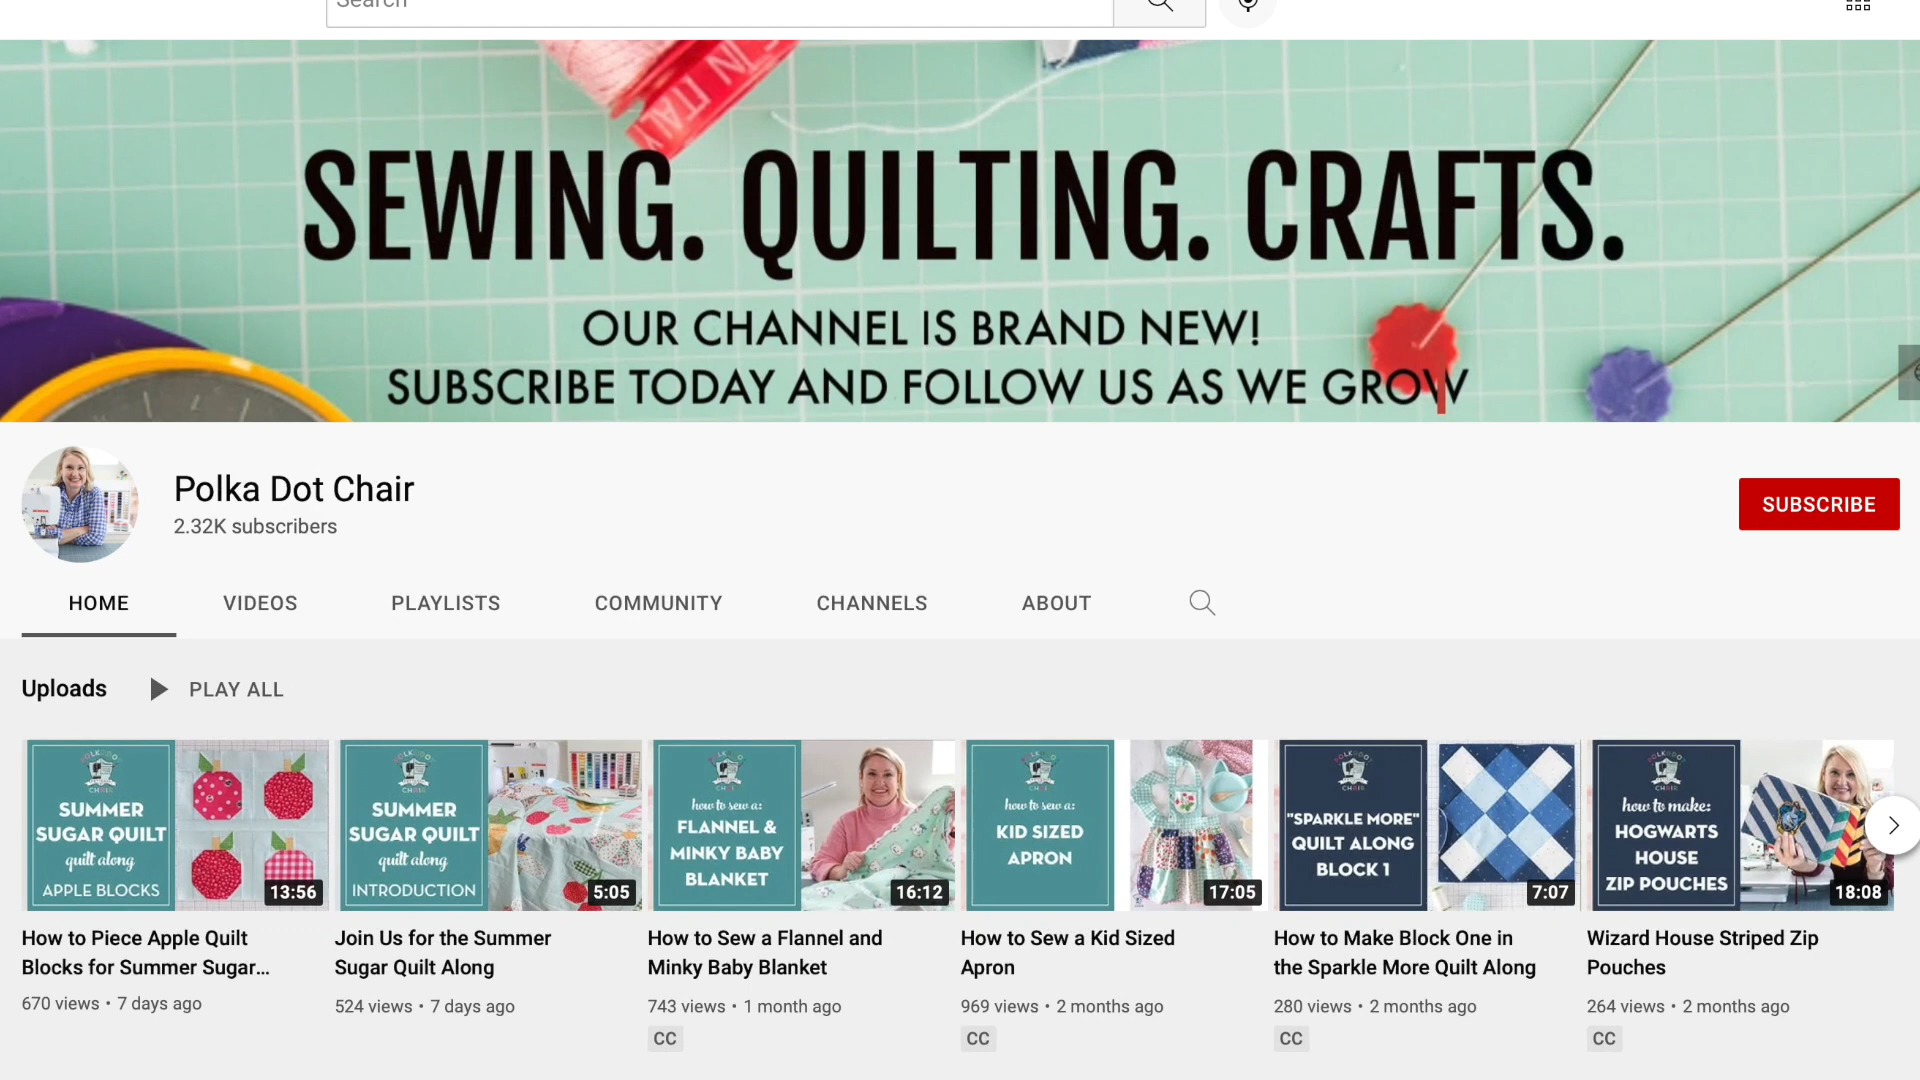 Search
IN ITALY
ITALY
SEWING. QUILTING. CRAFTS.
OUR CHANNEL IS BRAND NEW!
SUBSCRIBE TODAY AND FOLLOW US AS WE GROW
Polka Dot Chair
2.32K subscribers
SUBSCRIBE
HOME
VIDEOS
PLAYLISTS
COMMUNITY
CHANNELS
ABOUT
Uploads
PLAY ALL
SUMMER
SUGAR QUILT
quilt along
APPLE BLOCKS
13:56
How to Piece Apple Quilt
Blocks for Summer Sugar...
670 views • 7 days ago
SUMMER
SUGAR QUILT
quilt along
INTRODUCTION
5:05
Join Us for the Summer
Sugar Quilt Along
524 views • 7 days ago
how to sew a:
FLANNEL &
MINKY BABY
BLANKET
16:12
How to Sew a Flannel and
Minky Baby Blanket
743 views • 1 month ago
CC
how to sew a:
KID SIZED
APRON
17:05
How to Sew a Kid Sized
Apron
969 views • 2 months ago
CC
POLKADOT
CHAIR
"SPARKLE MORE"
QUILT ALONG
BLOCK 1
7:07
How to Make Block One in
the Sparkle More Quilt Along
280 views • 2 months ago
CC
POLKADOT
CHAIR
how to make:
HOGWARTS
HOUSE
ZIP POUCHES
18:08
Wizard House Striped Zip
Pouches
264 views • 2 months ago
CC